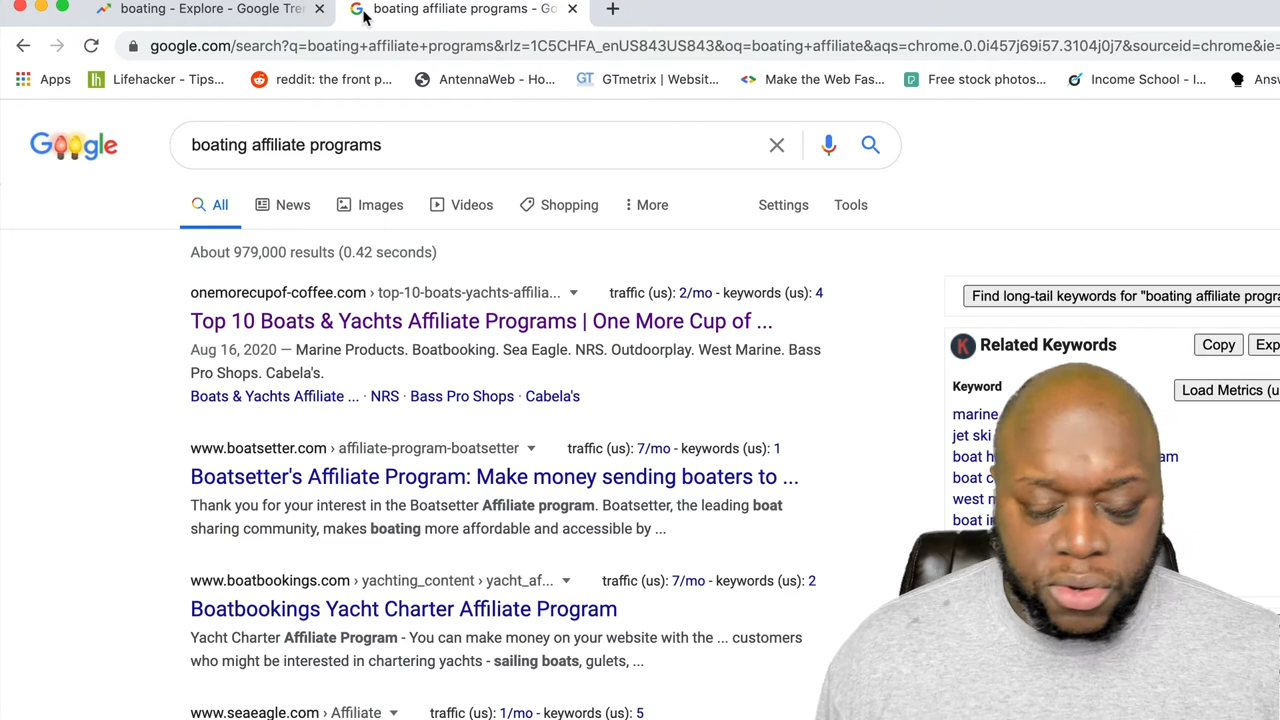 boating - Explore - Google Tre
boating affiliate programs - Go
google.com/search?q=boating+affiliate+programs&rlz=1C5CHFA_enUS843US843&oq=boating+affiliate&aqs=chrome.0.0i457j69i57.3104j0j7&sourceid=chrome&ie=
Apps
Lifehacker - Tips...
reddit: the front p...
AntennaWeb - Ho...
GT GTmetrix | Websit...
Make the Web Fas...
Free stock photos...
Income School - I...
Ansv
Google
boating affiliate programs
All
News
Images
Videos
Shopping
More
Settings
Tools
About 979,000 results (0.42 seconds)
onemorecupof-coffee.com › top-10-boats-yachts-affilia... traffic (us): 2/mo - keywords (us): 4
Top 10 Boats & Yachts Affiliate Programs | One More Cup of ...
Aug 16, 2020 — Marine Products. Boatbooking. Sea Eagle. NRS. Outdoorplay. West Marine. Bass
Pro Shops. Cabela's.
Boats & Yachts Affiliate ... · NRS · Bass Pro Shops · Cabela's
www.boatsetter.com › affiliate-program-boatsetter traffic (us): 7/mo - keywords (us): 1
Boatsetter's Affiliate Program: Make money sending boaters to ...
Thank you for your interest in the Boatsetter Affiliate program. Boatsetter, the leading boat
sharing community, makes boating more affordable and accessible by ...
www.boatbookings.com › yachting_content › yacht_af... traffic (us): 7/mo - keywords (us): 2
Boatbookings Yacht Charter Affiliate Program
Yacht Charter Affiliate Program - You can make money on your website with the ... customers
who might be interested in chartering yachts - sailing boats, gulets, ...
www.seaeagle.com › Affiliate traffic (us): 1/mo - keywords (us): 5
Find long-tail keywords for "boating affiliate progra
K Related Keywords
Copy
Exp
Keyword
Load Metrics (u
marine
jet ski
boat h am
boat c
west m
boat in